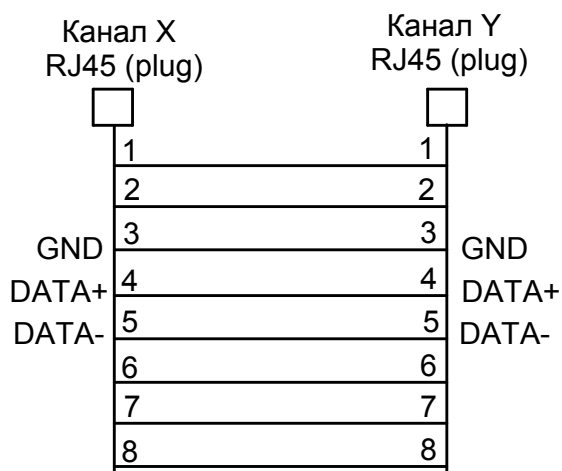 Канал X
RJ45 (plug)
Канал Y
RJ45 (plug)
1 1
2 2
GND 3 3 GND
DATA+ 4 4 DATA+
DATA- 5 5 DATA-
6 6
7 7
8 8